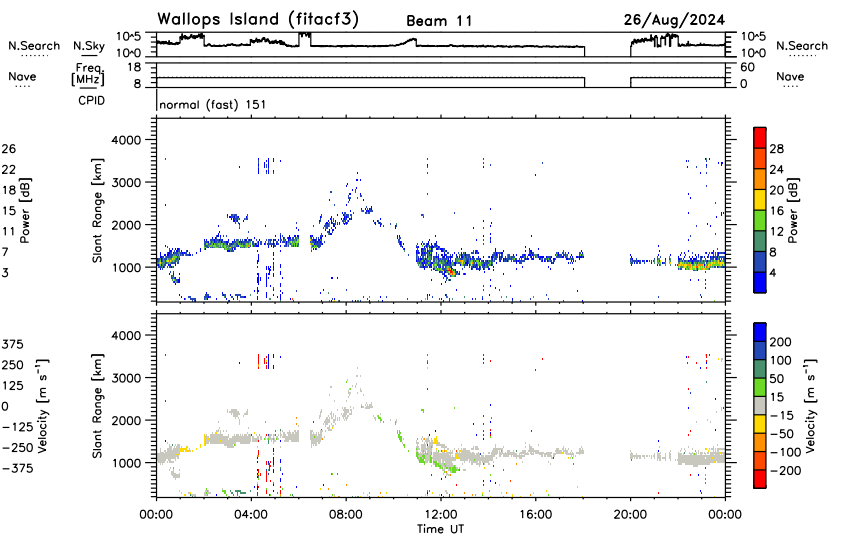 Wallops Island (fitacf3) Beam 11 26/Aug/2024
N.Search N.Sky 10^5 10^0 10^5 10^0 N.Search
Nave Freq. [MHz] 18 8 60 0 Nave
CPID normal (fast) 151
26 22 18 15 11 7 3
Power [dB]
Slant Range [km]
4000 3000 2000 1000
28 24 20 16 12 8 4
Power [dB]
375 250 125 0 −125 −250 −375
Velocity [m s⁻¹]
Slant Range [km]
4000 3000 2000 1000
200 100 50 15 −15 −50 −100 −200
Velocity [m s⁻¹]
00:00 04:00 08:00 12:00 16:00 20:00 00:00
Time UT